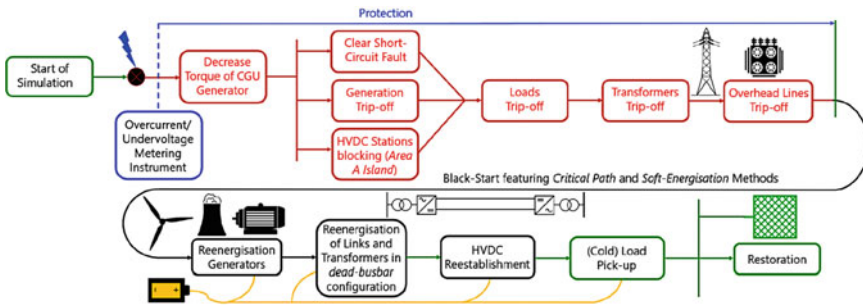 Protection
Start of
Simulation
Decrease
Torque of CGU
Generator
Clear Short-
Circuit Fault
Generation
Trip-off
HVDC Stations
blocking (Area
A Island)
Loads
Trip-off
Transformers
Trip-off
Overhead Lines
Trip-off
Overcurrent/
Undervoltage
Metering
Instrument
Black-Start featuring Critical Path and Soft-Energisation Methods
Reenergisation
Generators
Reenergisation
of Links and
Transformers in
dead-busbar
configuration
HVDC
Reestablishment
(Cold) Load
Pick-up
Restoration
- +